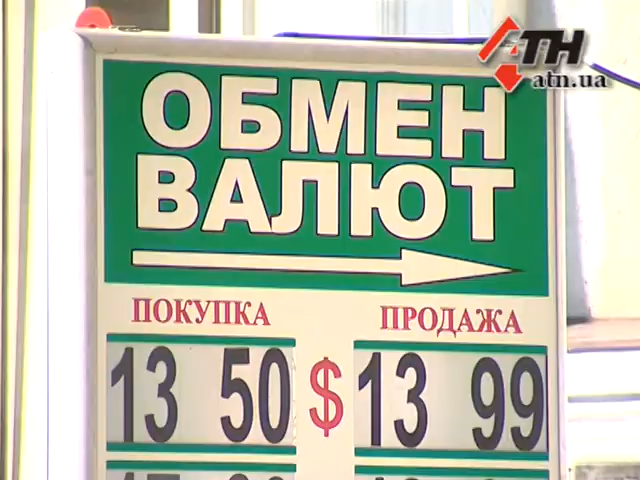 АТН
atn.ua
ОБМЕН
ВАЛЮТ
ПОКУПКА ПРОДАЖА
13 50 $ 13 99